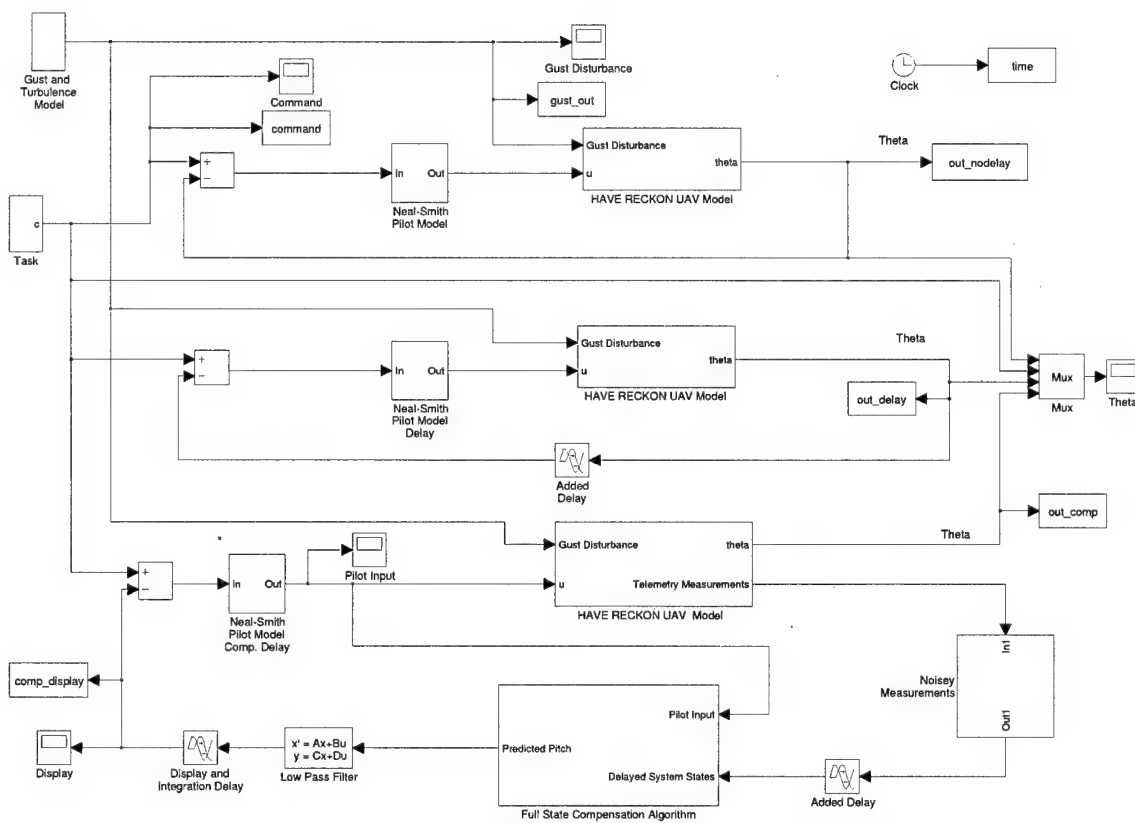 Gust and
Turbulence
Model
Gust Disturbance
Command
gust_out
command
Clock
time
Gust Disturbance
theta
u
HAVE RECKON UAV Model
Theta
out_nodelay
+
−
In Out
Neal-Smith
Pilot Model
c
Task
+
−
In Out
Neal-Smith
Pilot Model
Delay
Gust Disturbance
theta
u
HAVE RECKON UAV Model
Theta
out_delay
Mux
Mux
Theta
Added
Delay
+
−
In Out
Neal-Smith
Pilot Model
Comp. Delay
Pilot Input
Gust Disturbance
theta
u
Telemetry Measurements
HAVE RECKON UAV Model
Theta
out_comp
In1
Noisey
Measurements
Out1
comp_display
Display
Display and
Integration Delay
x' = Ax+Bu
y = Cx+Du
Low Pass Filter
Pilot Input
Predicted Pitch
Delayed System States
Full State Compensation Algorithm
Added Delay